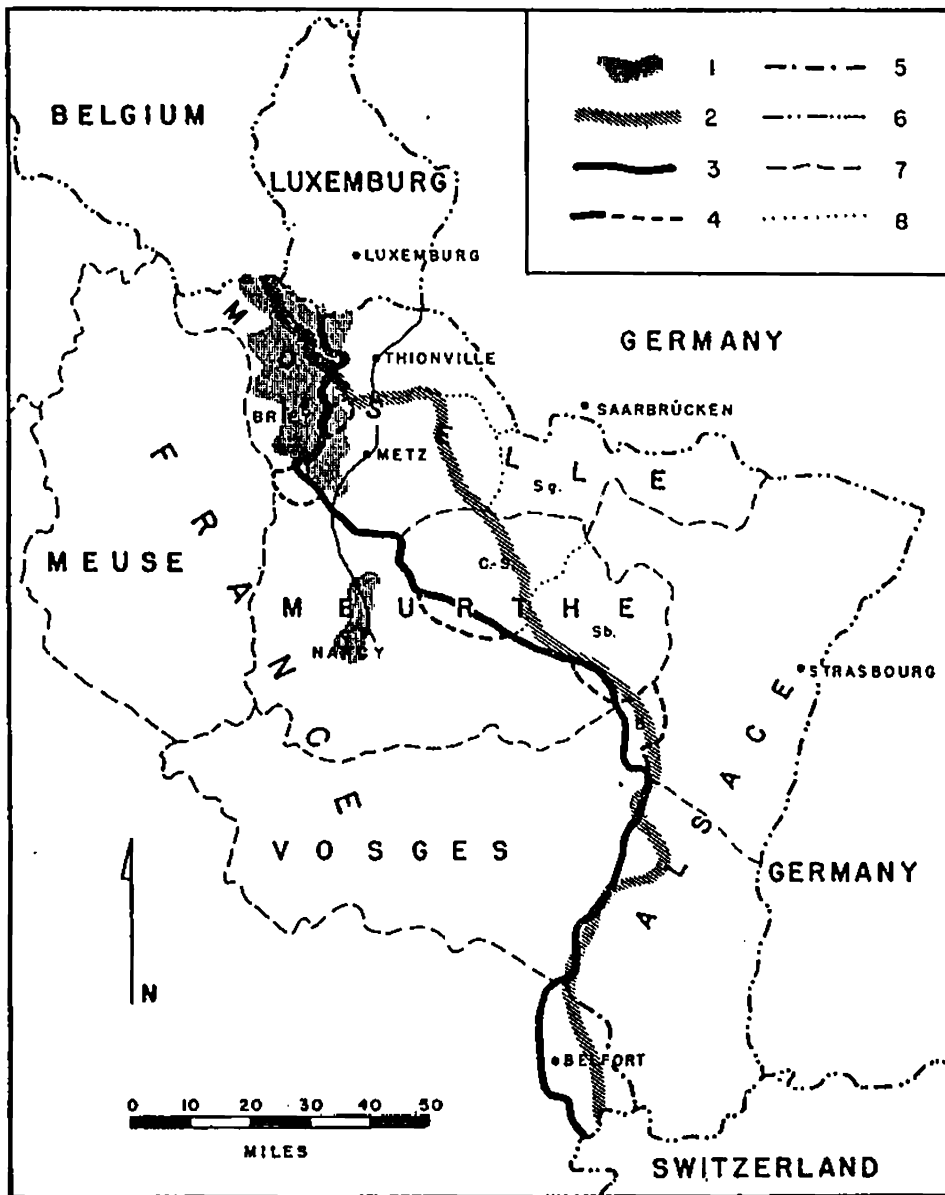 1 5
2 6
3 7
4 8
BELGIUM
LUXEMBURG
LUXEMBURG
GERMANY
MOSELLE
THIONVILLE
SAARBRÜCKEN
METZ
Sg.
FRANCE
MEUSE
C.-S.
MEURTHE
Sb.
NANCY
STRASBOURG
ALSACE
VOSGES
GERMANY
N
BELFORT
0 10 20 30 40 50
MILES
SWITZERLAND